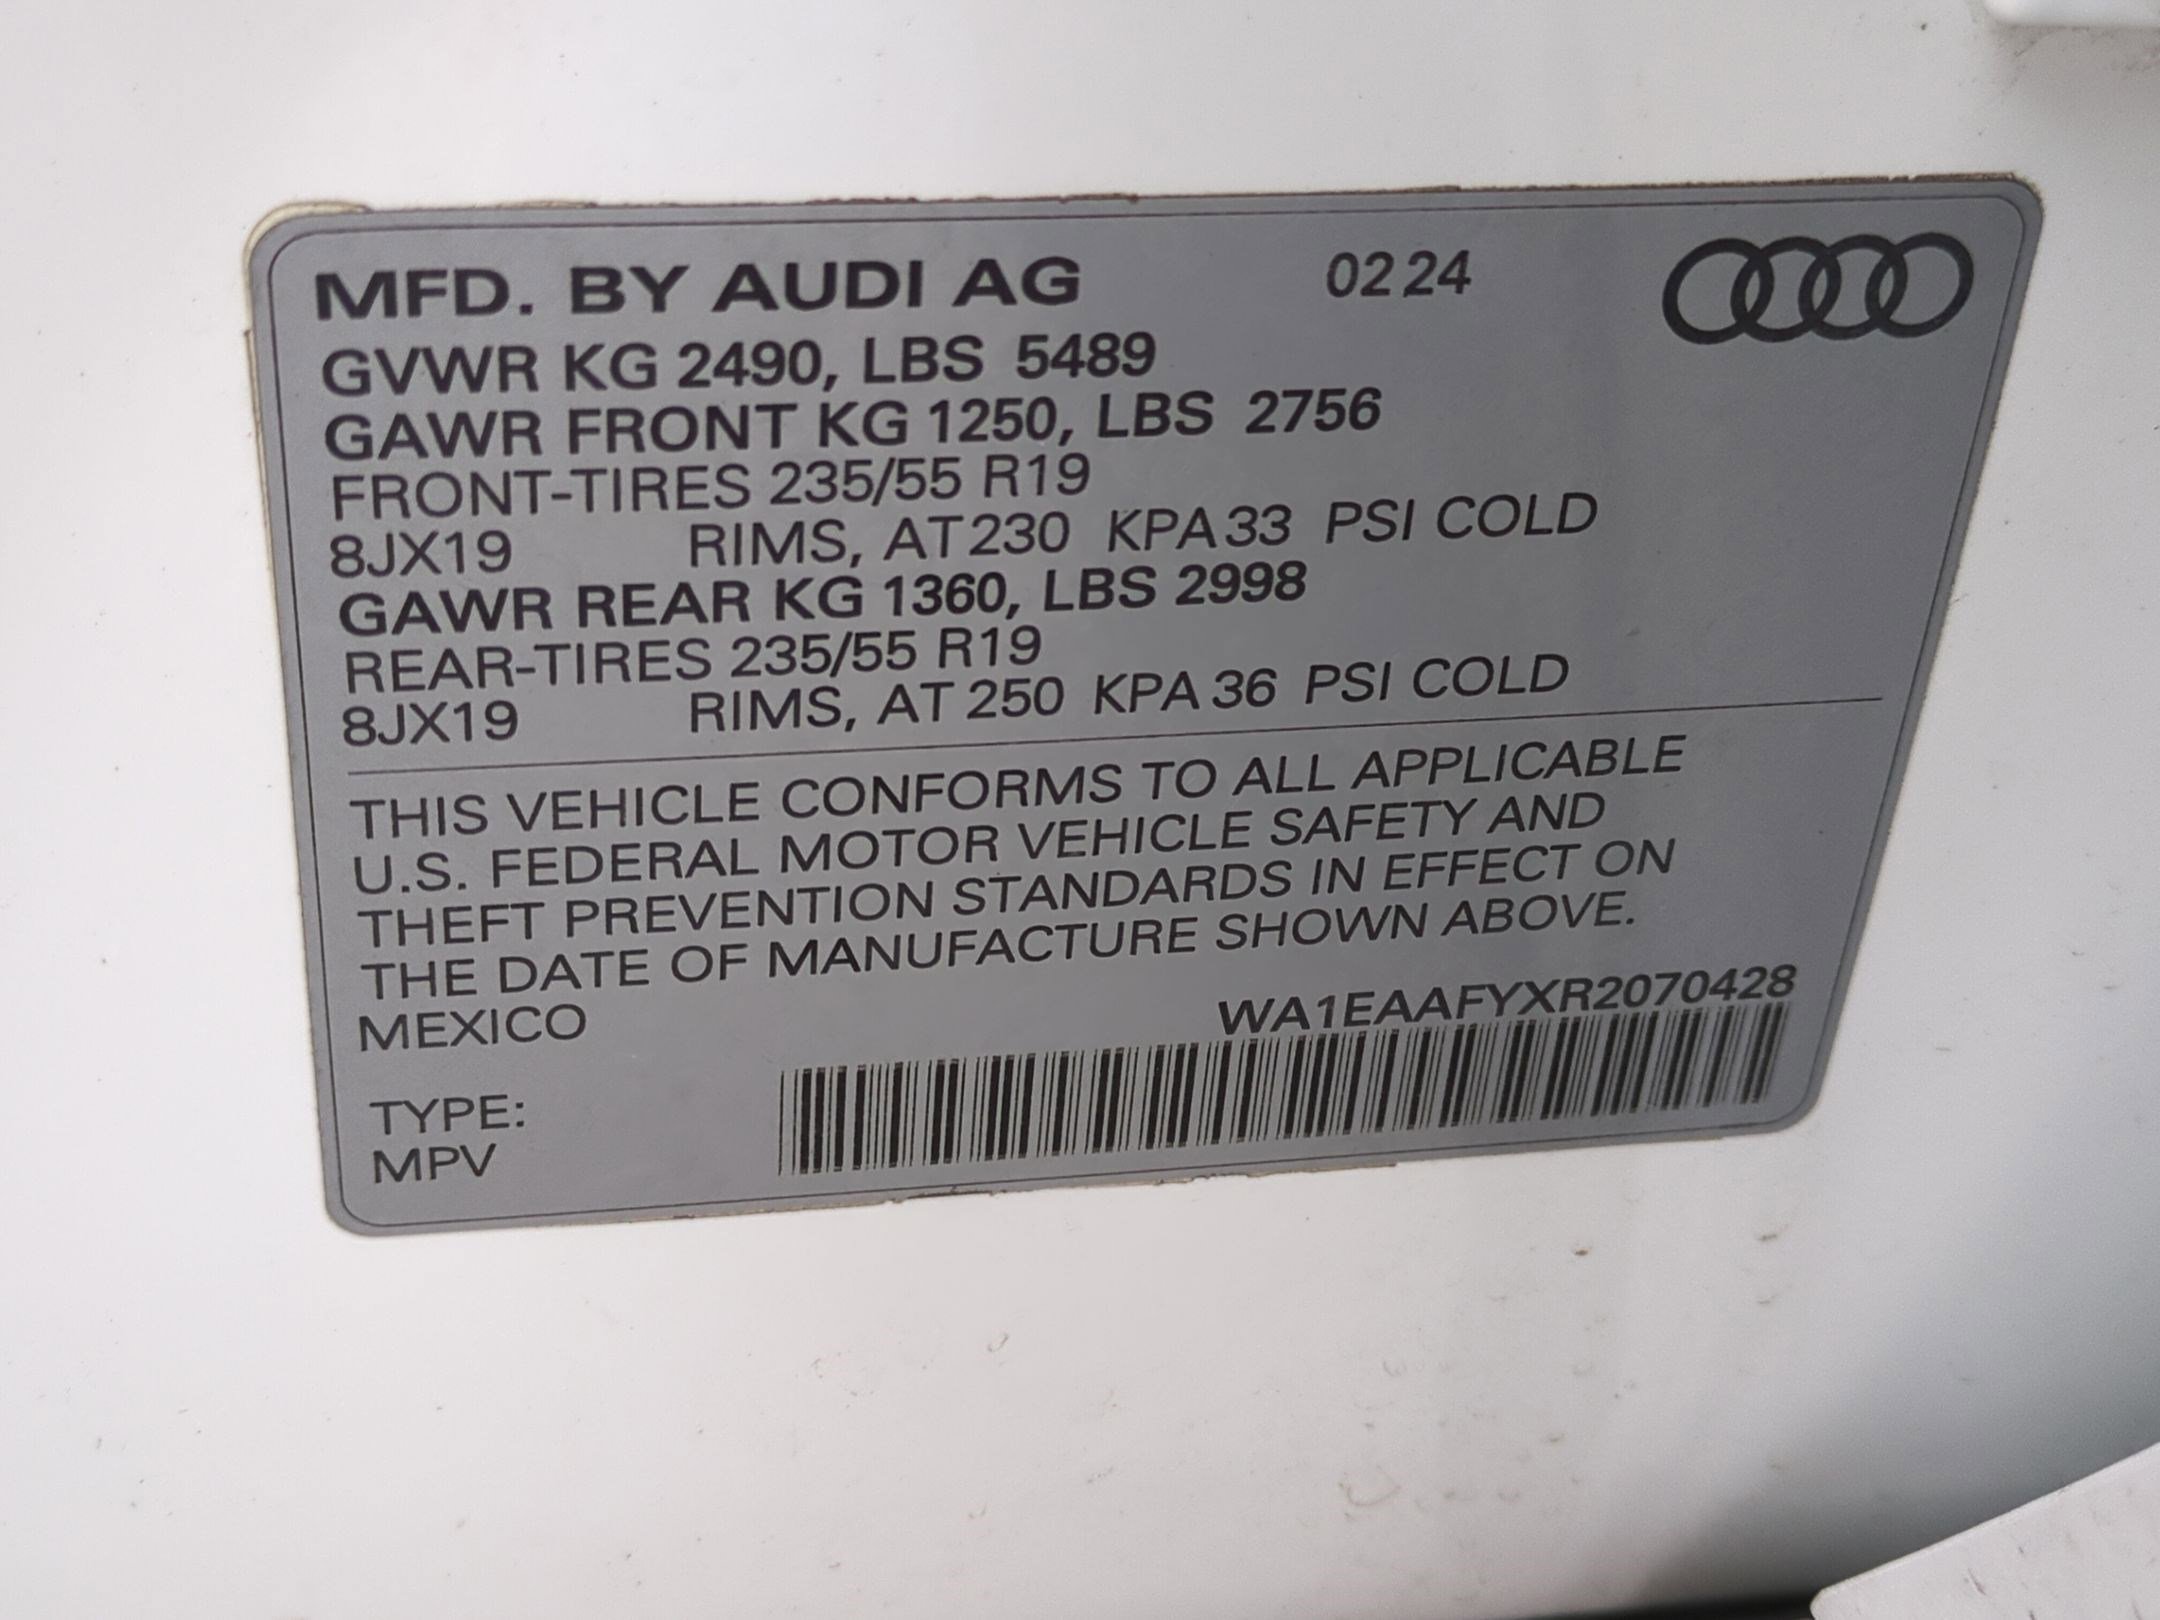 MFD. BY AUDI AG 02 24
GVWR KG 2490, LBS 5489
GAWR FRONT KG 1250, LBS 2756
FRONT-TIRES 235/55 R19
8JX19 RIMS, AT 230 KPA 33 PSI COLD
GAWR REAR KG 1360, LBS 2998
REAR-TIRES 235/55 R19
8JX19 RIMS, AT 250 KPA 36 PSI COLD
THIS VEHICLE CONFORMS TO ALL APPLICABLE
U.S. FEDERAL MOTOR VEHICLE SAFETY AND
THEFT PREVENTION STANDARDS IN EFFECT ON
THE DATE OF MANUFACTURE SHOWN ABOVE.
MEXICO WA1EAAFYXR2070428
TYPE:
MPV